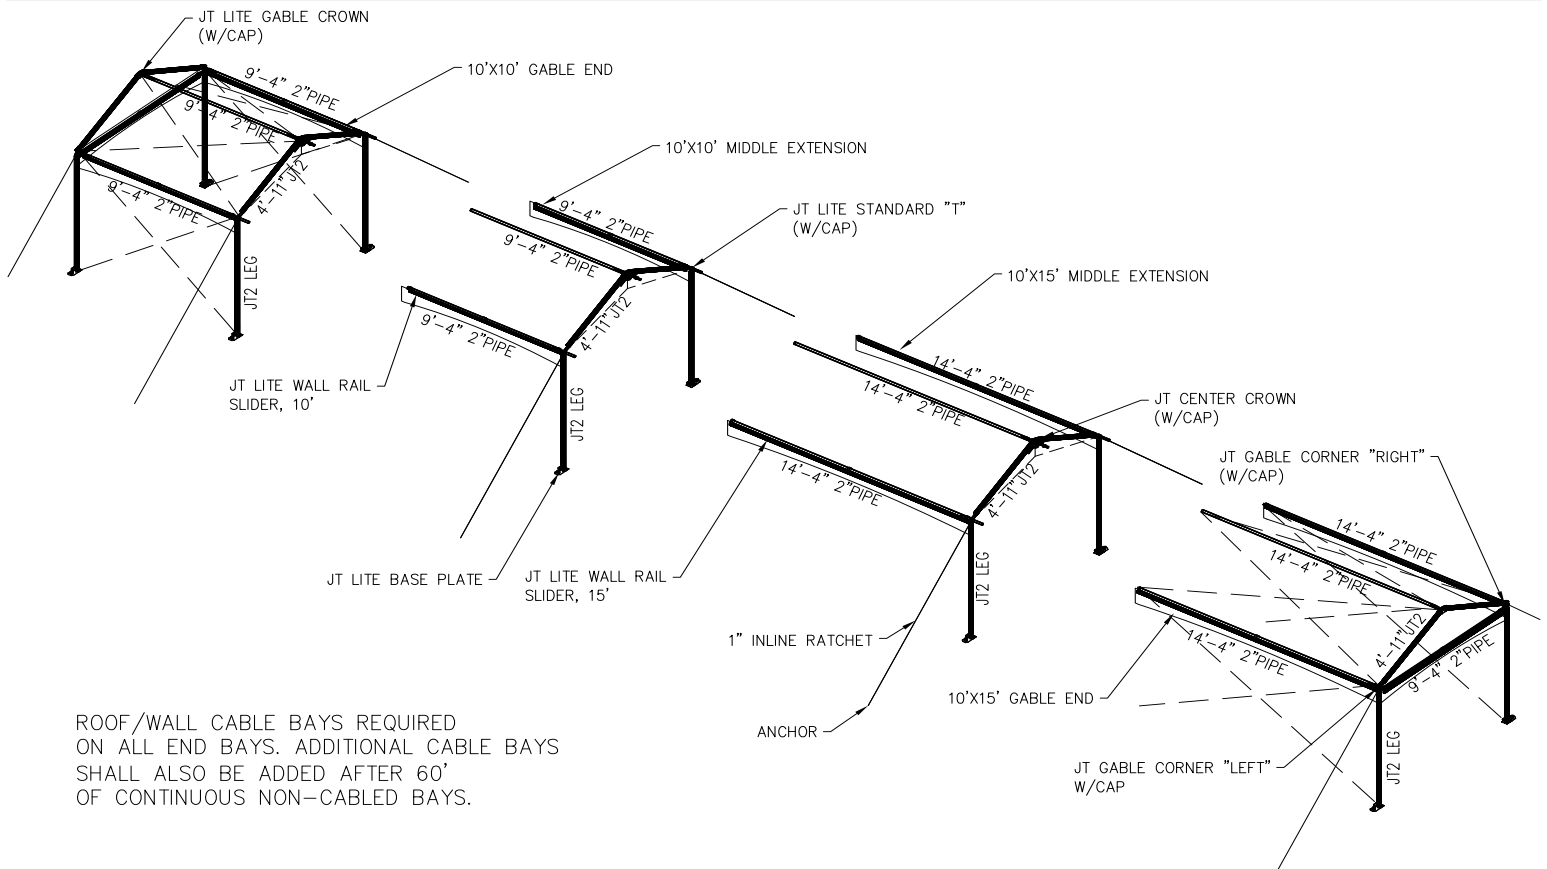 JT LITE GABLE CROWN
(W/CAP)
10'X10' GABLE END
9'-4" 2"PIPE
9'-4" 2"PIPE
9'-4" 2"PIPE
4'-11" JT2
JT2 LEG
10'X10' MIDDLE EXTENSION
JT LITE STANDARD "T"
(W/CAP)
9'-4" 2"PIPE
9'-4" 2"PIPE
9'-4" 2"PIPE
4'-11" JT2
JT2 LEG
JT LITE WALL RAIL
SLIDER, 10'
JT LITE BASE PLATE
10'X15' MIDDLE EXTENSION
14'-4" 2"PIPE
14'-4" 2"PIPE
14'-4" 2"PIPE
4'-11" JT2
JT2 LEG
JT CENTER CROWN
(W/CAP)
JT LITE WALL RAIL
SLIDER, 15'
1" INLINE RATCHET
ANCHOR
JT GABLE CORNER "RIGHT"
(W/CAP)
14'-4" 2"PIPE
14'-4" 2"PIPE
14'-4" 2"PIPE
4'-11" JT2
9'-4" 2"PIPE
10'X15' GABLE END
JT GABLE CORNER "LEFT"
W/CAP
JT2 LEG
ROOF/WALL CABLE BAYS REQUIRED
ON ALL END BAYS. ADDITIONAL CABLE BAYS
SHALL ALSO BE ADDED AFTER 60'
OF CONTINUOUS NON-CABLED BAYS.